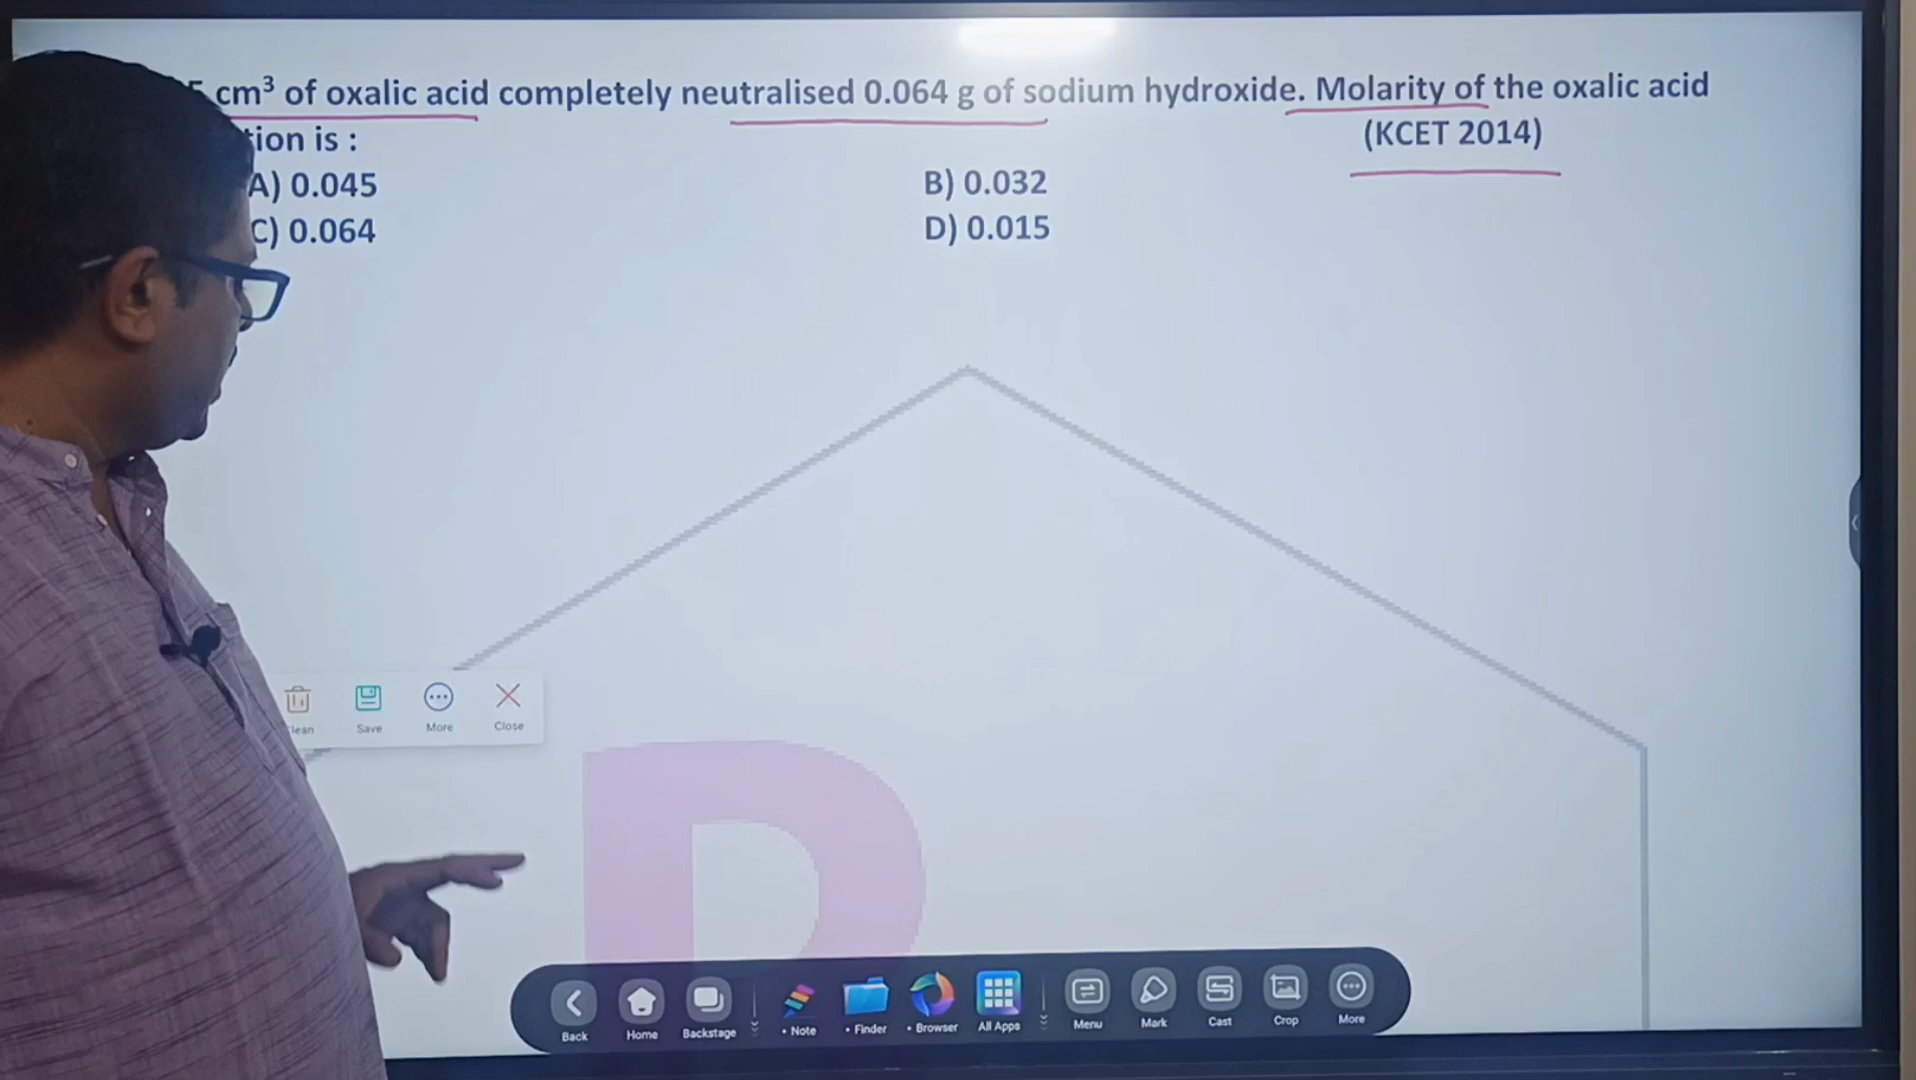 cm³ of oxalic acid completely neutralised 0.064 g of sodium hydroxide. Molarity of the oxalic acid
is :
(KCET 2014)
A) 0.045
B) 0.032
C) 0.064
D) 0.015
Save
More
Close
Back
Home
Backstage
• Note
• Finder
• Browser
All Apps
Menu
Mark
Cast
Crop
More